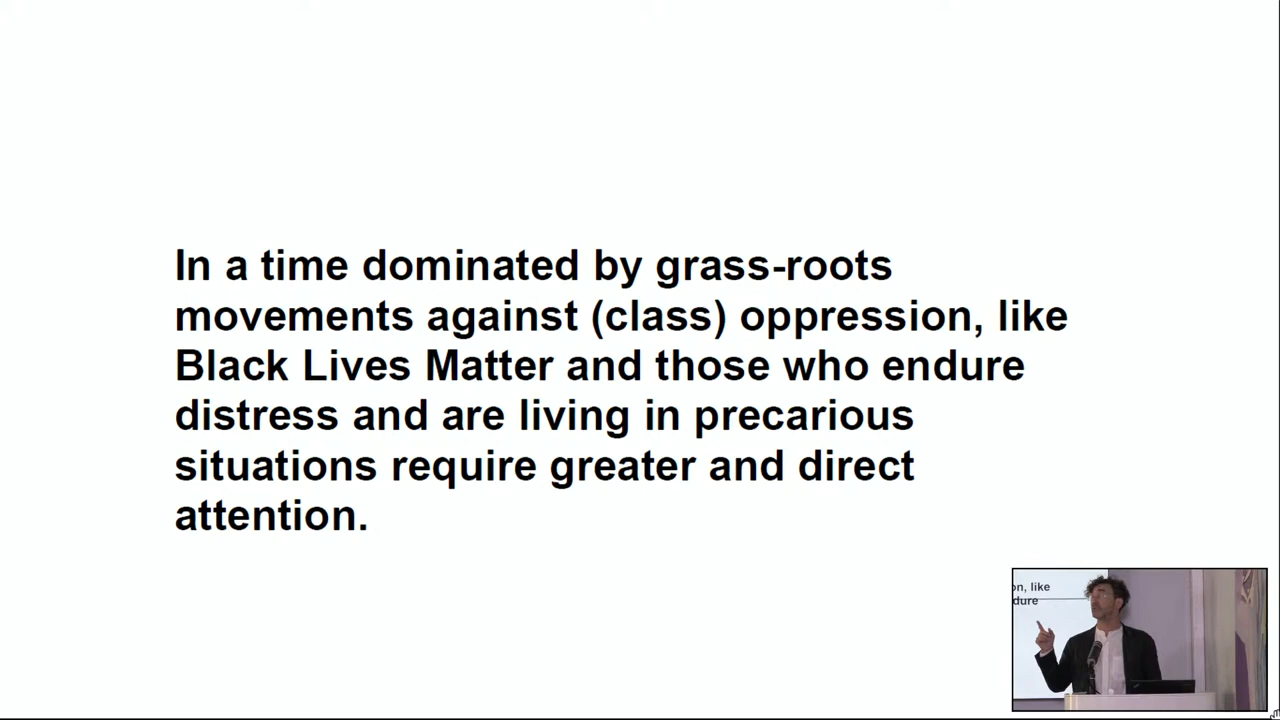 In a time dominated by grass-roots
movements against (class) oppression, like
Black Lives Matter and those who endure
distress and are living in precarious
situations require greater and direct
attention.
on, like
dure